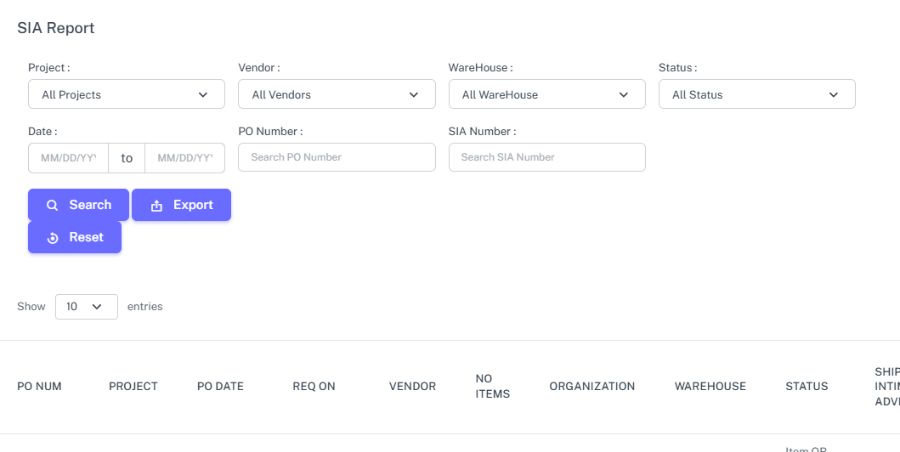 SIA Report
Project : Vendor : WareHouse : Status :
All Projects All Vendors All WareHouse All Status
Date : PO Number : SIA Number :
MM/DD/YY to MM/DD/YY Search PO Number Search SIA Number
Search Export
Reset
Show 10 entries
PO NUM PROJECT PO DATE REQ ON VENDOR NO ITEMS ORGANIZATION WAREHOUSE STATUS SHIP INTIM ADVI
Item QR